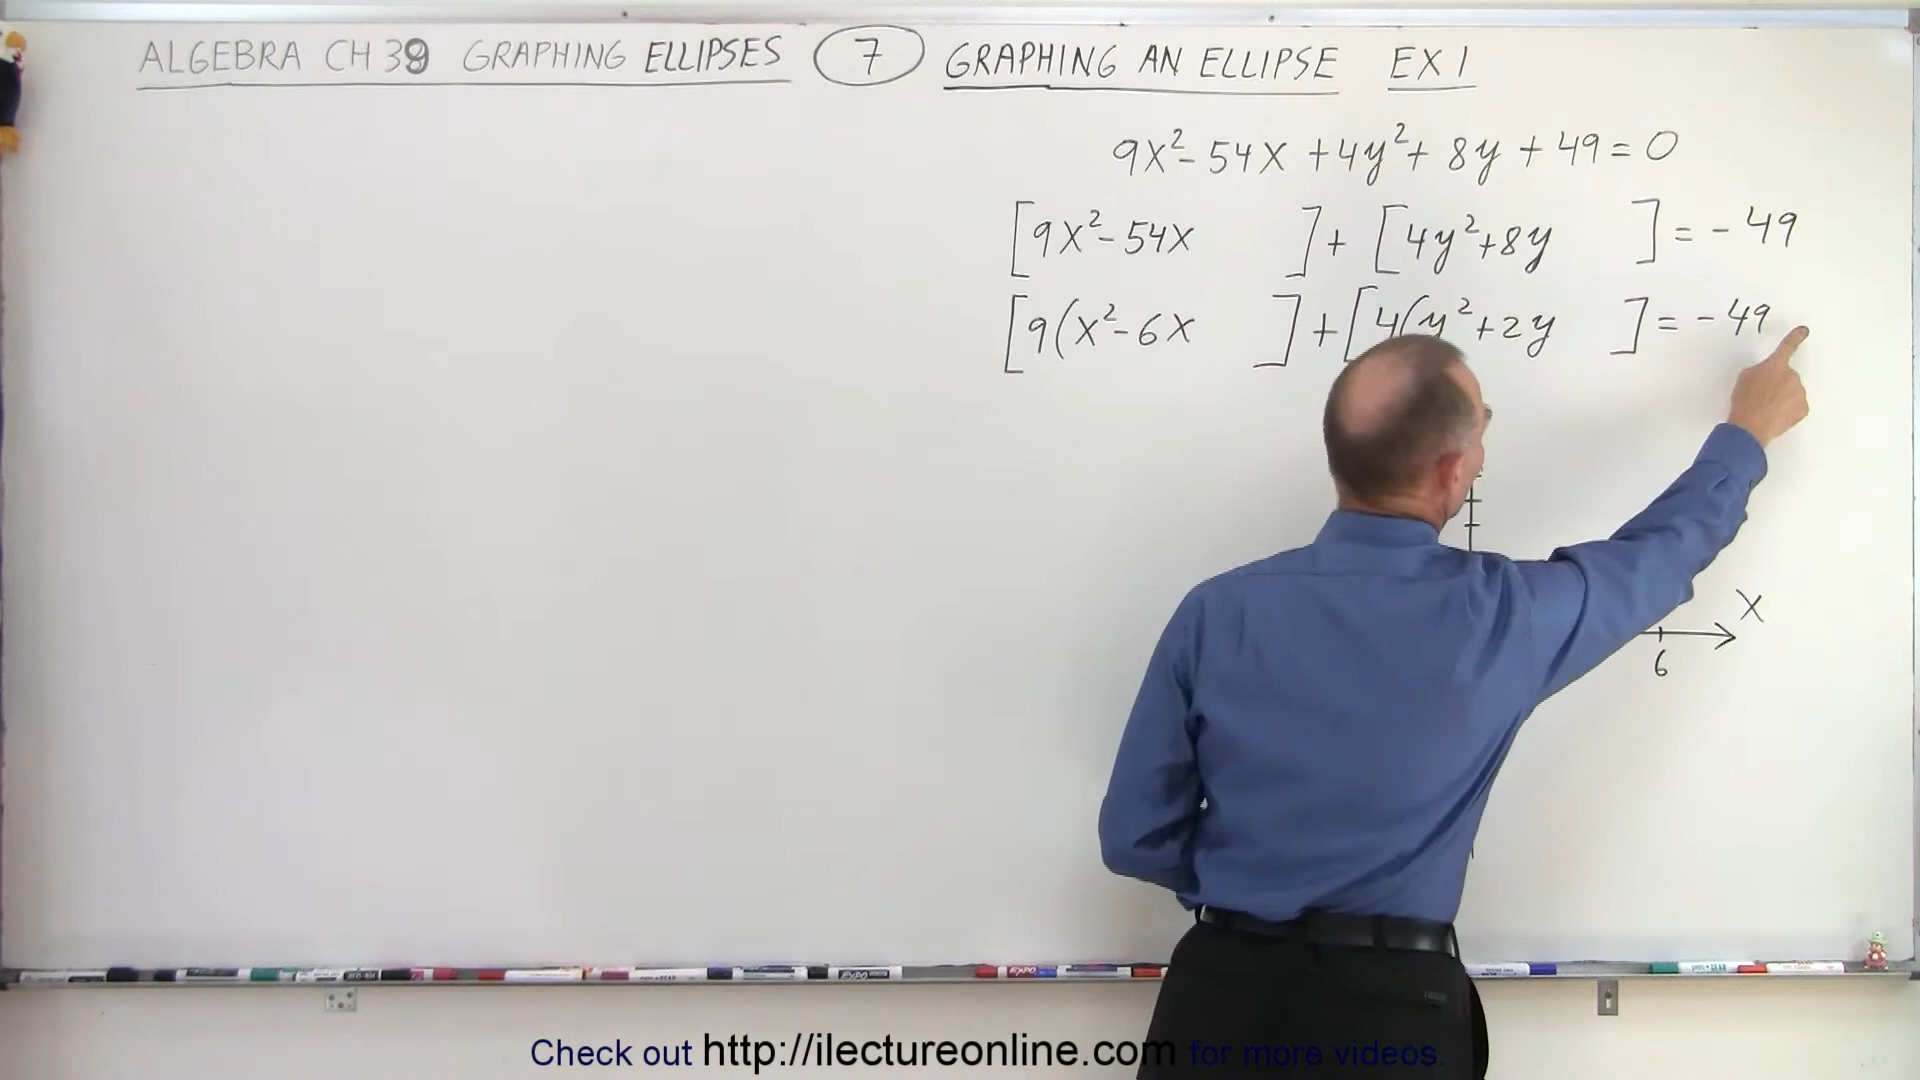 ALGEBRA CH 39 GRAPHING ELLIPSES 7 GRAPHING AN ELLIPSE EX 1
9x²-54x+4y²+8y+49=0
[9x²-54x ]+[4y²+8y ]=-49
[9(x²-6x ]+[4(y²+2y ]=-49
X
6
Check out http://ilectureonline.com for more videos.